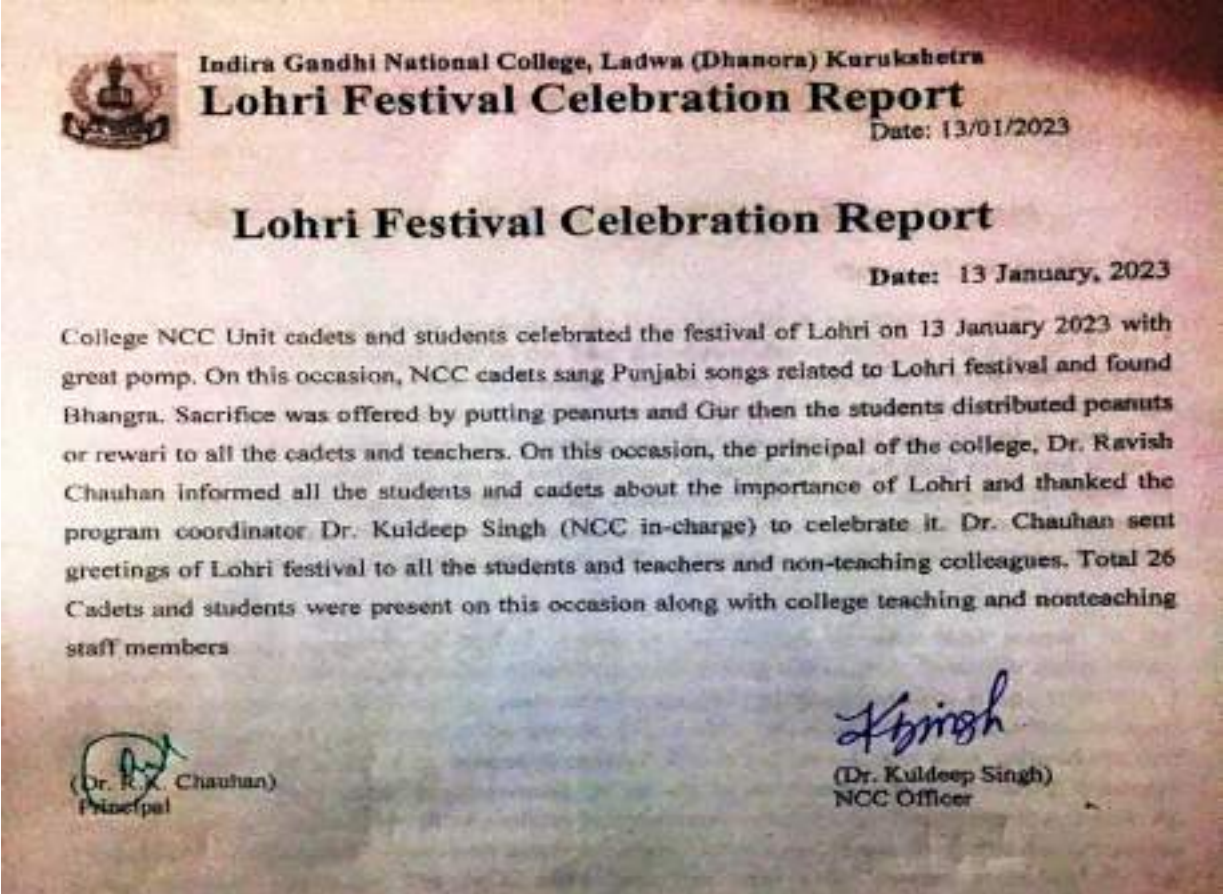 Indira Gandhi National College, Ladwa (Dhanora) Kurukshetra
Lohri Festival Celebration Report
Date: 13/01/2023
Lohri Festival Celebration Report
Date: 13 January, 2023
College NCC Unit cadets and students celebrated the festival of Lohri on 13 January 2023 with
great pomp. On this occasion, NCC cadets sang Punjabi songs related to Lohri festival and found
Bhangra. Sacrifice was offered by putting peanuts and Gur then the students distributed peanuts
or rewari to all the cadets and teachers. On this occasion, the principal of the college, Dr. Ravish
Chauhan informed all the students and cadets about the importance of Lohri and thanked the
program coordinator Dr. Kuldeep Singh (NCC in-charge) to celebrate it. Dr. Chauhan sent
greetings of Lohri festival to all the students and teachers and non-teaching colleagues. Total 26
Cadets and students were present on this occasion along with college teaching and nonteaching
staff members
KSingh
(Dr. R.K. Chauhan)
Principal
(Dr. Kuldeep Singh)
NCC Officer